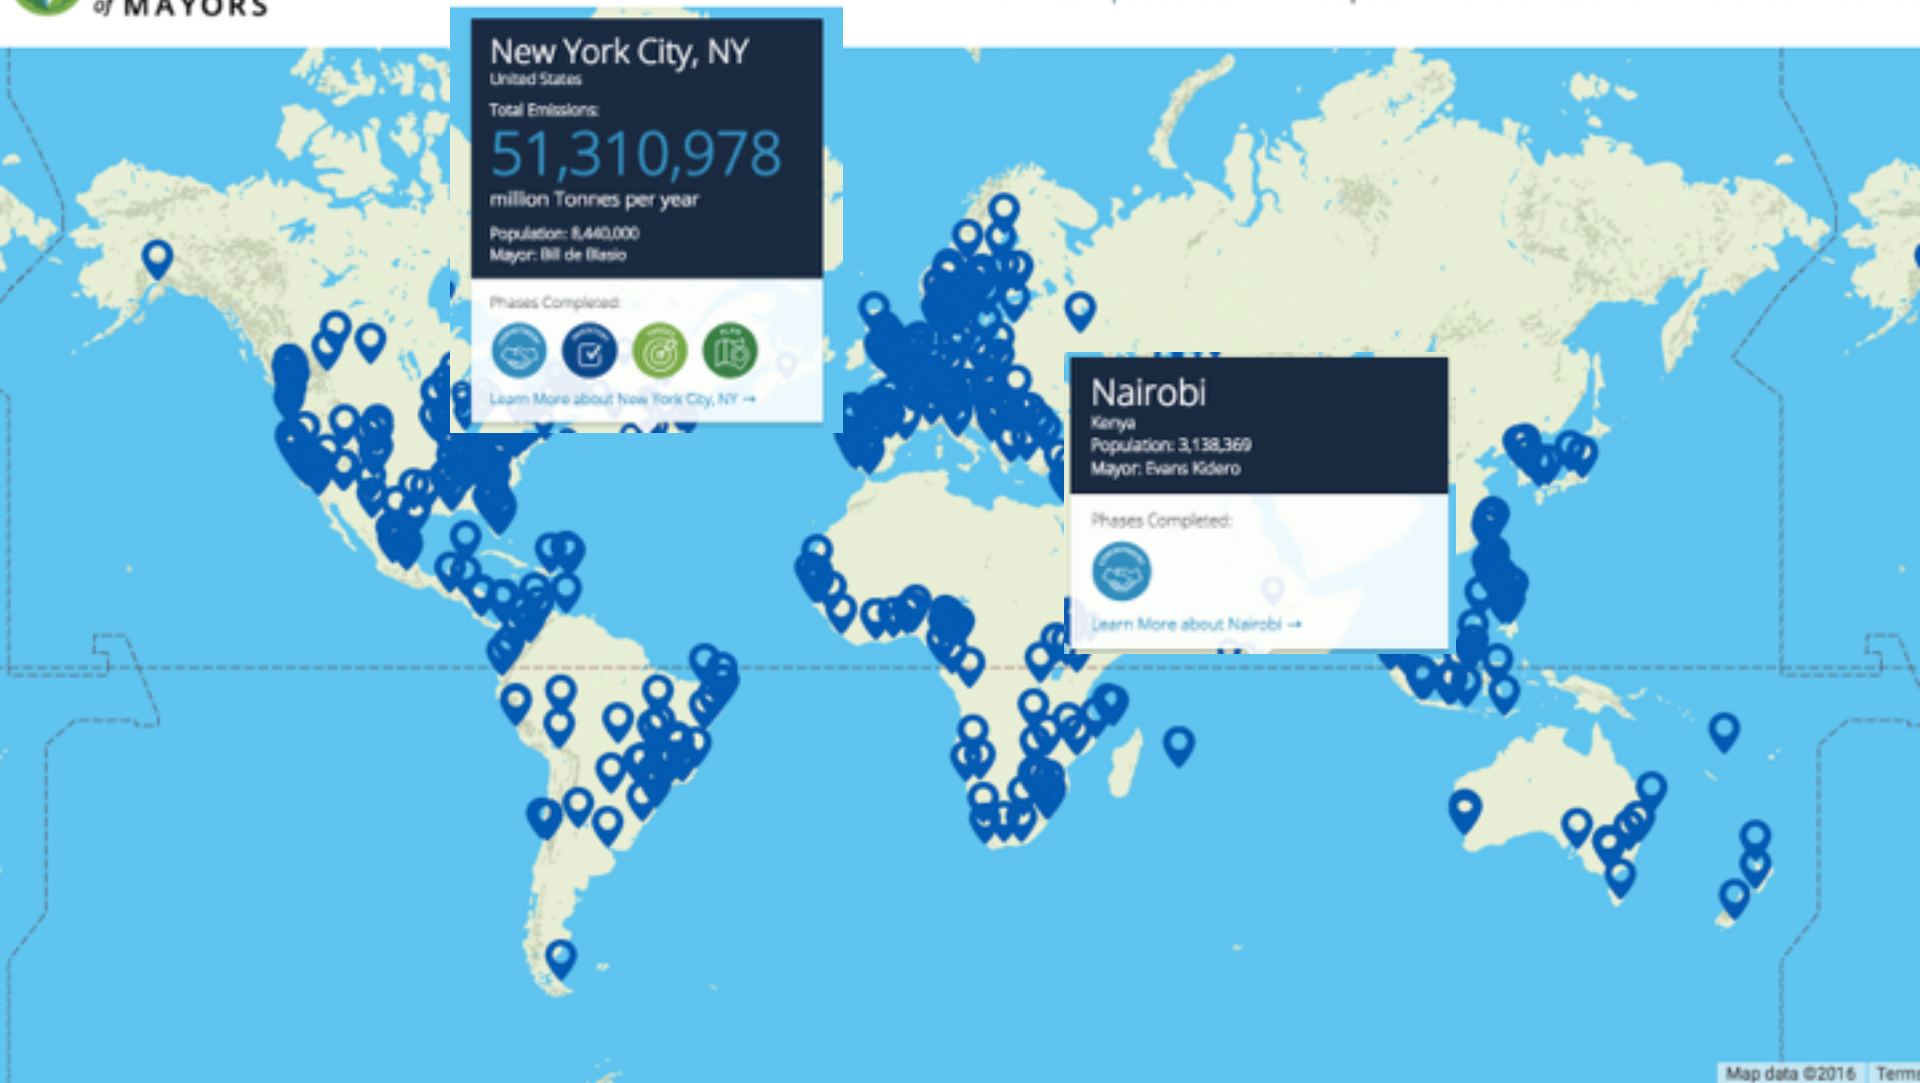 of MAYORS
New York City, NY
United States
Total Emissions:
51,310,978
million Tonnes per year
Population: 8,440,000
Mayor: Bill de Blasio
Phases Completed:
Learn More about New York City, NY →
Nairobi
Kenya
Population: 3,138,369
Mayor: Evans Kidero
Phases Completed:
Learn More about Nairobi →
Map data ©2016